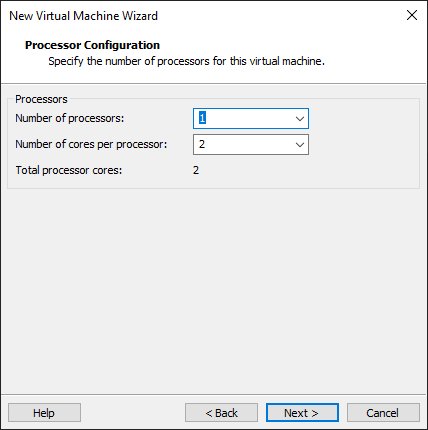 New Virtual Machine Wizard
Processor Configuration
Specify the number of processors for this virtual machine.
Processors
Number of processors: 1
Number of cores per processor: 2
Total processor cores: 2
Help < Back Next > Cancel